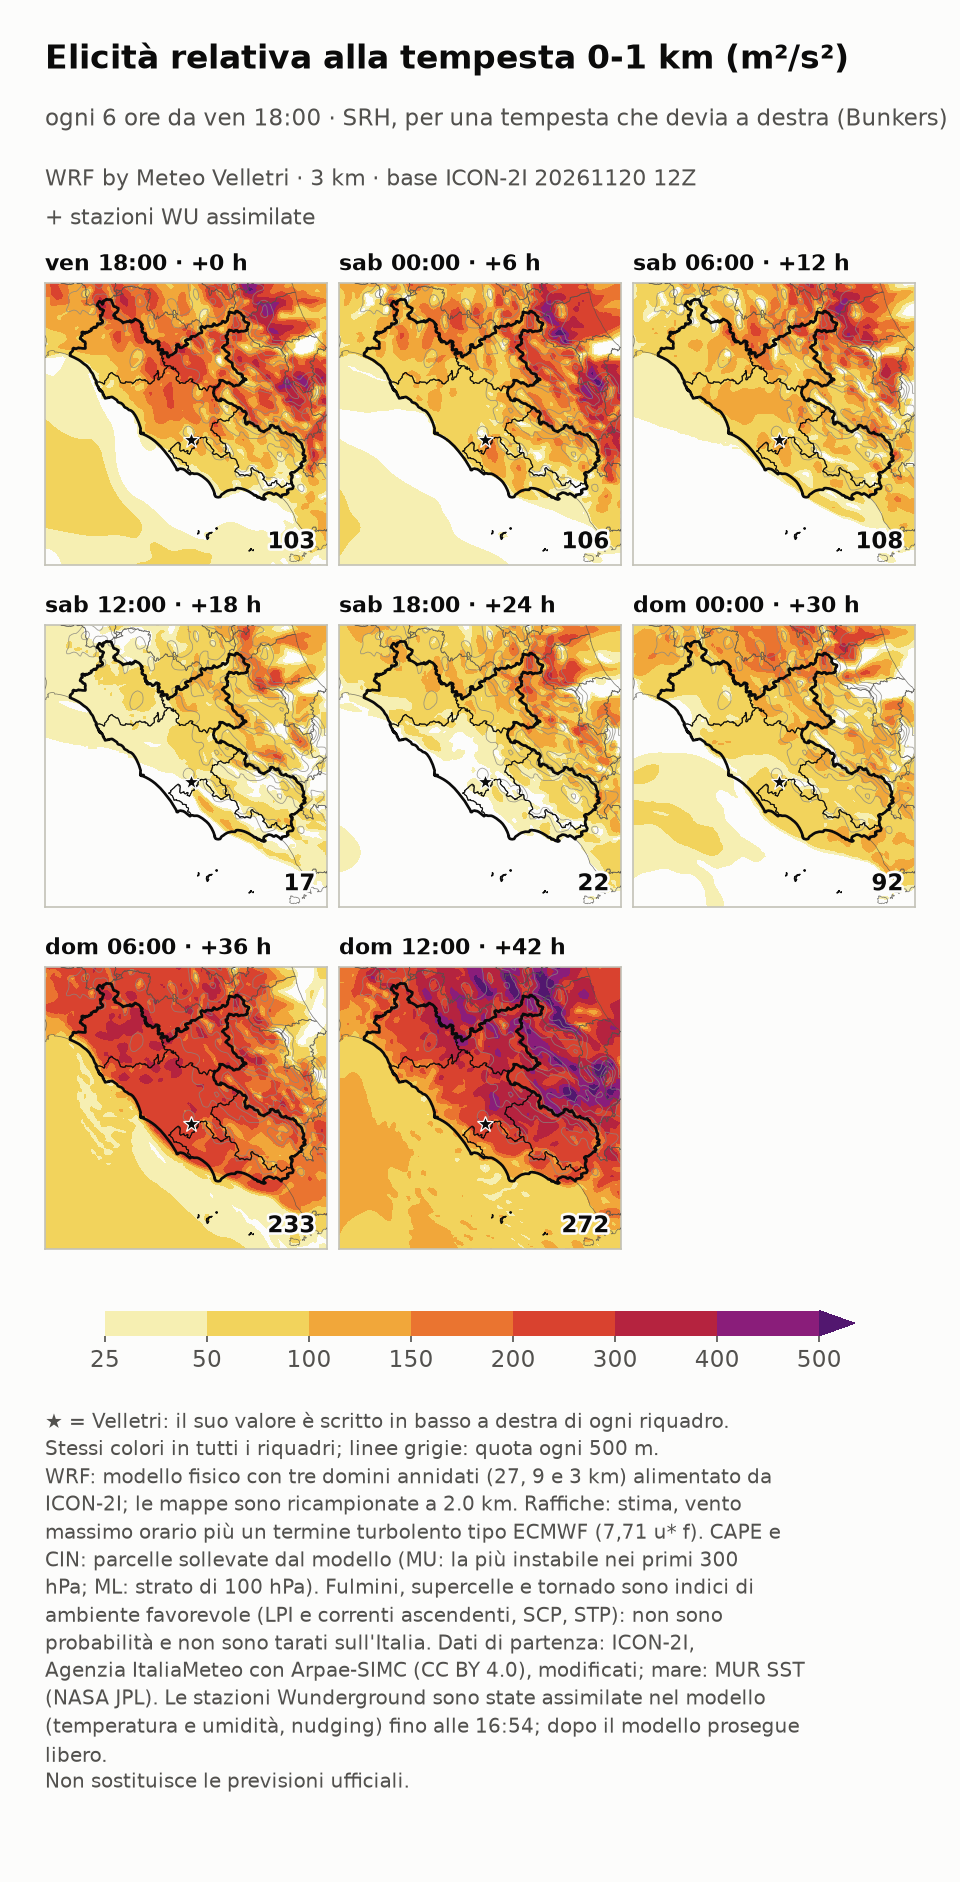 Elicità relativa alla tempesta 0-1 km (m²/s²)
ogni 6 ore da ven 18:00 · SRH, per una tempesta che devia a destra (Bunkers)
WRF by Meteo Velletri · 3 km · base ICON-2I 20261120 12Z
+ stazioni WU assimilate
ven 18:00 · +0 h
sab 00:00 · +6 h
sab 06:00 · +12 h
103
106
108
sab 12:00 · +18 h
sab 18:00 · +24 h
dom 00:00 · +30 h
17
22
92
dom 06:00 · +36 h
dom 12:00 · +42 h
233
272
25 50 100 150 200 300 400 500
★ = Velletri: il suo valore è scritto in basso a destra di ogni riquadro.
Stessi colori in tutti i riquadri; linee grigie: quota ogni 500 m.
WRF: modello fisico con tre domini annidati (27, 9 e 3 km) alimentato da
ICON-2I; le mappe sono ricampionate a 2.0 km. Raffiche: stima, vento
massimo orario più un termine turbolento tipo ECMWF (7,71 u* f). CAPE e
CIN: parcelle sollevate dal modello (MU: la più instabile nei primi 300
hPa; ML: strato di 100 hPa). Fulmini, supercelle e tornado sono indici di
ambiente favorevole (LPI e correnti ascendenti, SCP, STP): non sono
probabilità e non sono tarati sull'Italia. Dati di partenza: ICON-2I,
Agenzia ItaliaMeteo con Arpae-SIMC (CC BY 4.0), modificati; mare: MUR SST
(NASA JPL). Le stazioni Wunderground sono state assimilate nel modello
(temperatura e umidità, nudging) fino alle 16:54; dopo il modello prosegue
libero.
Non sostituisce le previsioni ufficiali.